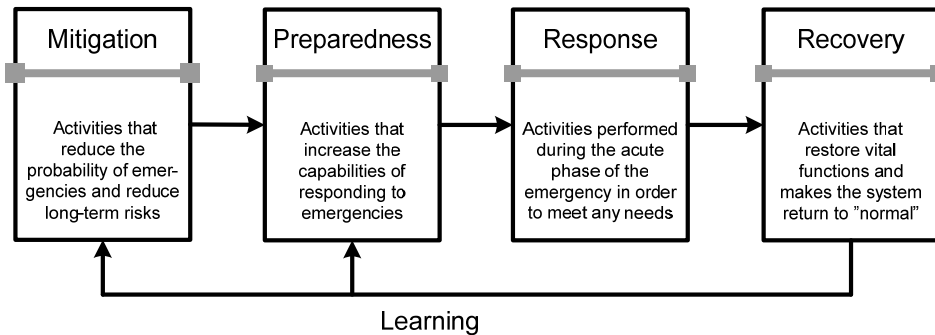 Mitigation
Activities that
reduce the
probability of emer-
gencies and reduce
long-term risks
Preparedness
Activities that
increase the
capabilities of
responding to
emergencies
Response
Activities performed
during the acute
phase of the
emergency in order
to meet any needs
Recovery
Activities that
restore vital
functions and
makes the system
return to ”normal”
Learning